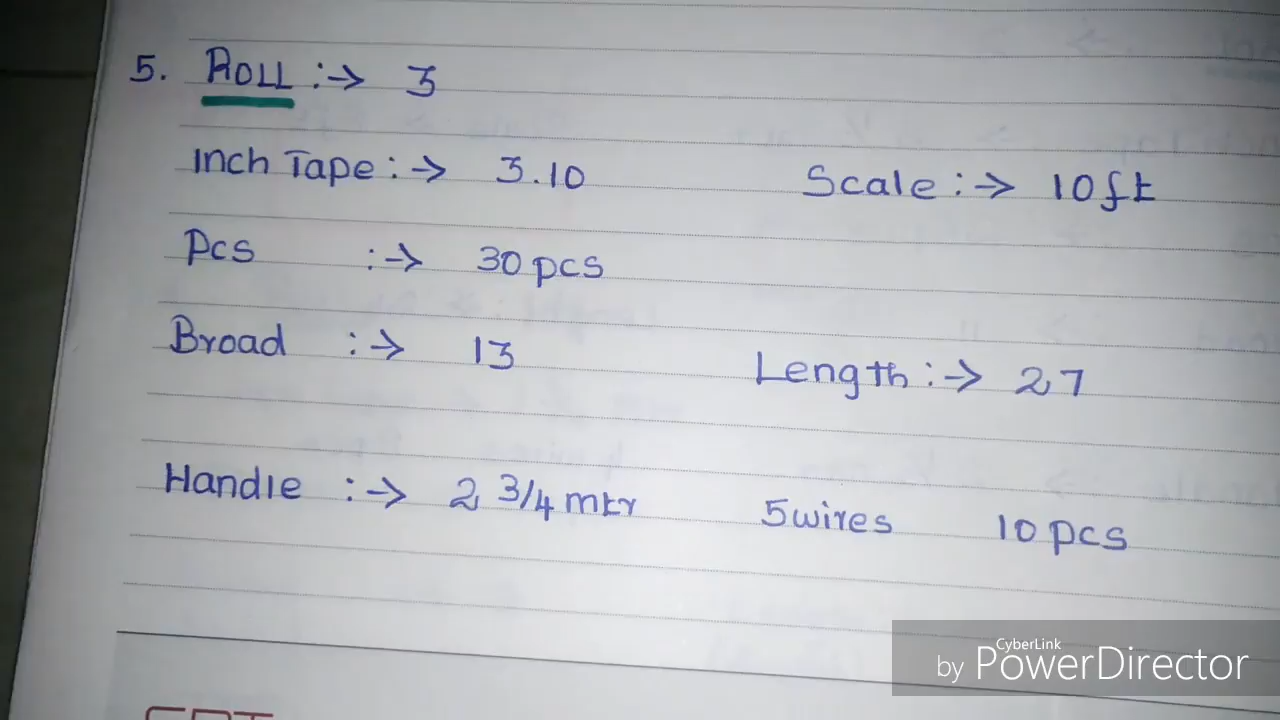 5. ROLL :→ 3
Inch Tape :→ 3.10 Scale :→ 10ft
Pcs :→ 30 pcs
Broad :→ 13 Length :→ 27
Handle :→ 2 3/4 mtr 5wires 10 pcs
CyberLink
by PowerDirector